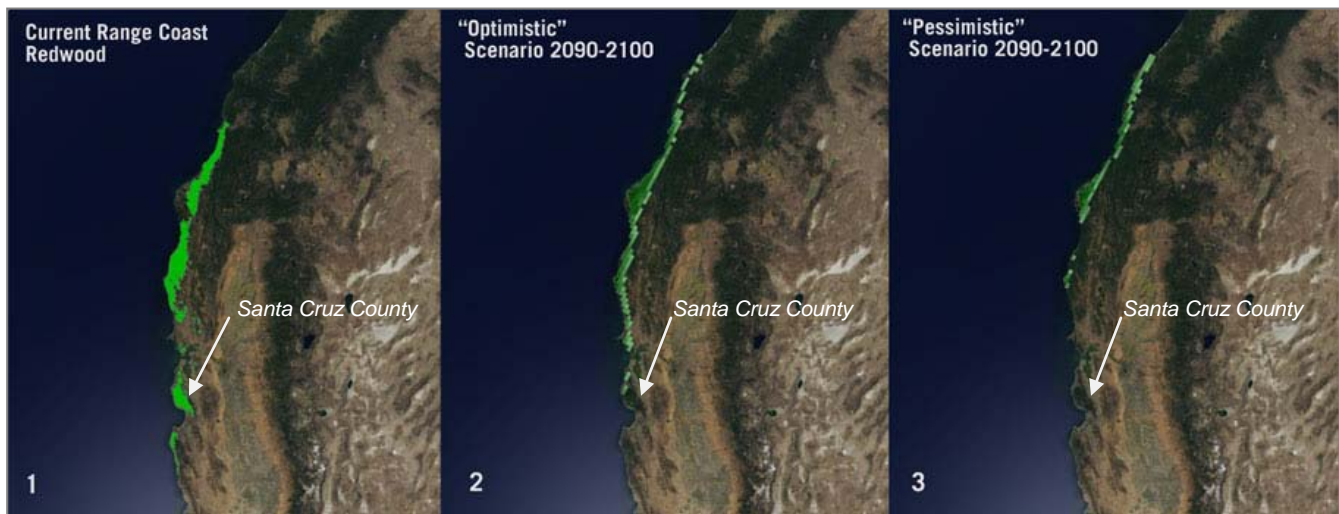 Current Range Coast
Redwood
Santa Cruz County
1
“Optimistic”
Scenario 2090-2100
Santa Cruz County
2
“Pessimistic”
Scenario 2090-2100
Santa Cruz County
3